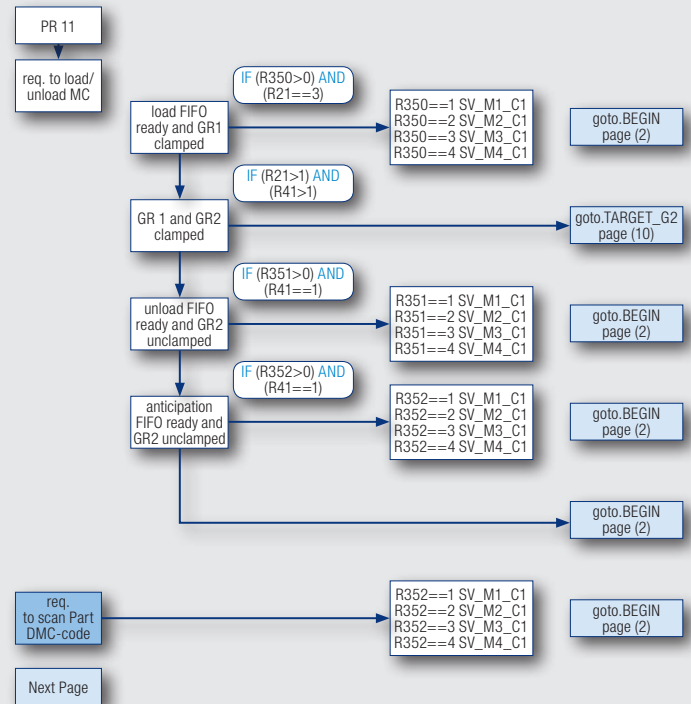 PR 11
req. to load/
unload MC
IF (R350>0) AND
(R21==3)
load FIFO
ready and GR1
clamped
R350==1 SV_M1_C1
R350==2 SV_M2_C1
R350==3 SV_M3_C1
R350==4 SV_M4_C1
goto.BEGIN
page (2)
IF (R21>1) AND
(R41>1)
GR 1 and GR2
clamped
goto.TARGET_G2
page (10)
IF (R351>0) AND
(R41==1)
unload FIFO
ready and GR2
unclamped
R351==1 SV_M1_C1
R351==2 SV_M2_C1
R351==3 SV_M3_C1
R351==4 SV_M4_C1
goto.BEGIN
page (2)
IF (R352>0) AND
(R41==1)
anticipation
FIFO ready and
GR2 unclamped
R352==1 SV_M1_C1
R352==2 SV_M2_C1
R352==3 SV_M3_C1
R352==4 SV_M4_C1
goto.BEGIN
page (2)
goto.BEGIN
page (2)
req.
to scan Part
DMC-code
R352==1 SV_M1_C1
R352==2 SV_M2_C1
R352==3 SV_M3_C1
R352==4 SV_M4_C1
goto.BEGIN
page (2)
Next Page